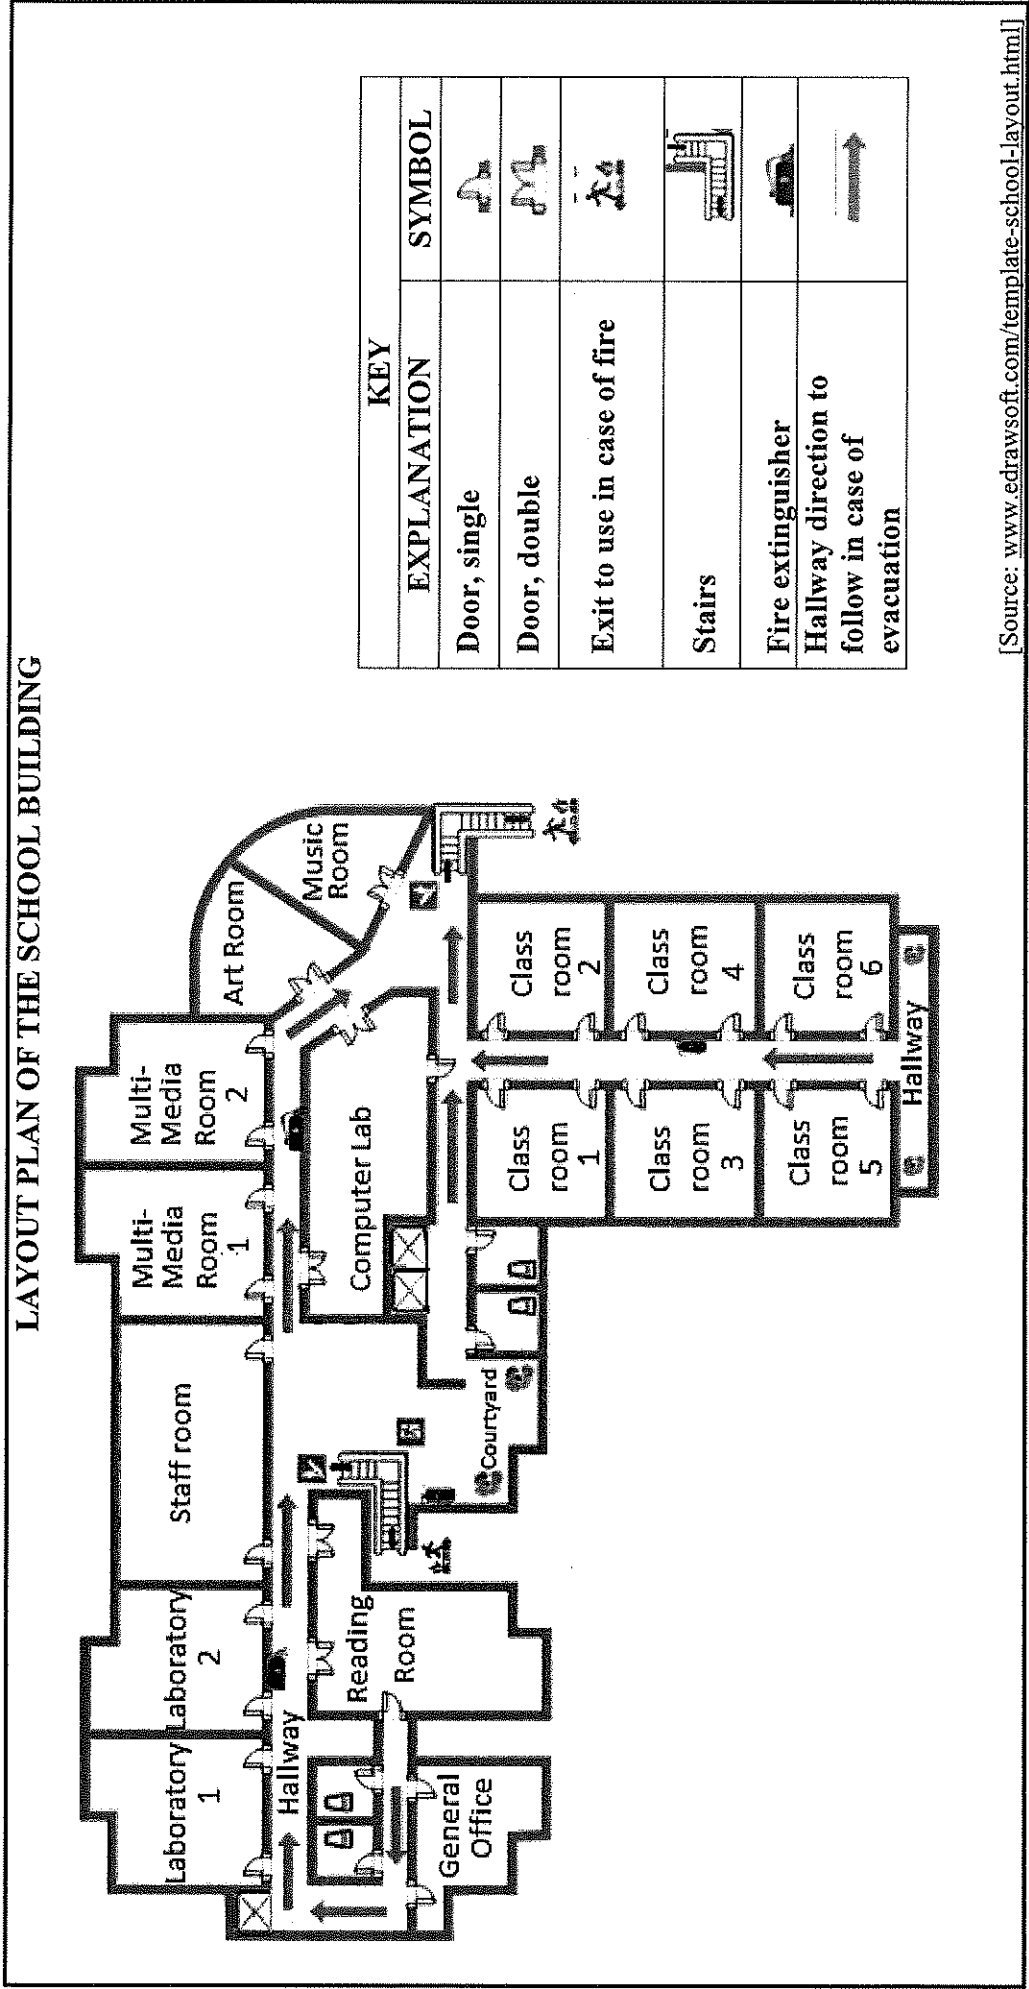 LAYOUT PLAN OF THE SCHOOL BUILDING
Laboratory
1
Laboratory
2
Staff room
Multi-
Media
Room
1
Multi-
Media
Room
2
Art Room
Music
Room
Hallway
Reading
Room
Computer Lab
General
Office
Courtyard
Class
room
1
Class
room
2
Class
room
3
Class
room
4
Class
room
5
Class
room
6
Hallway
KEY
EXPLANATION SYMBOL
Door, single
Door, double
Exit to use in case of fire
Stairs
Fire extinguisher
Hallway direction to
follow in case of
evacuation
[Source: www.edrawsoft.com/template-school-layout.html]